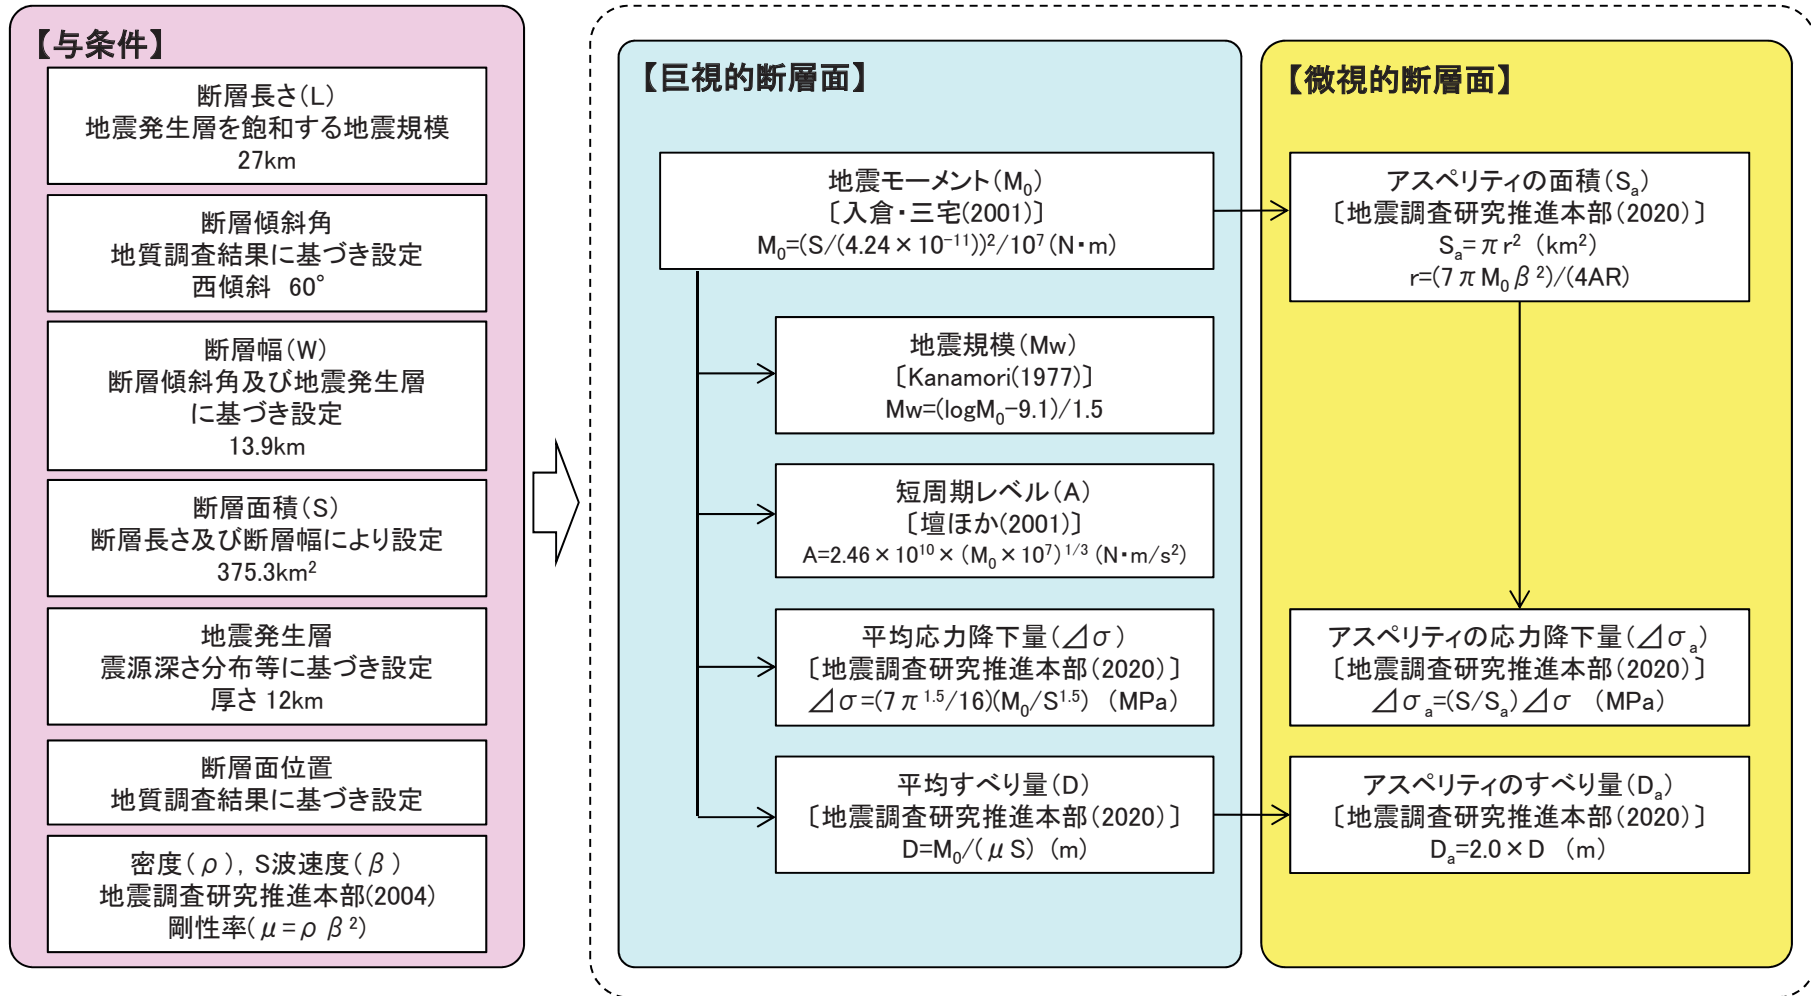 【与条件】
断層長さ(L)
地震発生層を飽和する地震規模
27km
断層傾斜角
地質調査結果に基づき設定
西傾斜 60°
断層幅(W)
断層傾斜角及び地震発生層
に基づき設定
13.9km
断層面積(S)
断層長さ及び断層幅により設定
375.3km²
地震発生層
震源深さ分布等に基づき設定
厚さ 12km
断層面位置
地質調査結果に基づき設定
密度(ρ), S波速度(β)
地震調査研究推進本部(2004)
剛性率(μ=ρβ²)
【巨視的断層面】
地震モーメント(M₀)
〔入倉・三宅(2001)〕
M₀=(S/(4.24×10⁻¹¹))²/10⁷(N・m)
地震規模(Mw)
〔Kanamori(1977)〕
Mw=(logM₀-9.1)/1.5
短周期レベル(A)
〔壇ほか(2001)〕
A=2.46×10¹⁰×(M₀×10⁷)¹ᐟ³(N・m/s²)
平均応力降下量(⊿σ)
〔地震調査研究推進本部(2020)〕
⊿σ=(7π¹·⁵/16)(M₀/S¹·⁵) (MPa)
平均すべり量(D)
〔地震調査研究推進本部(2020)〕
D=M₀/(μS) (m)
【微視的断層面】
アスペリティの面積(Sₐ)
〔地震調査研究推進本部(2020)〕
Sₐ=πr² (km²)
r=(7πM₀β²)/(4AR)
アスペリティの応力降下量(⊿σₐ)
〔地震調査研究推進本部(2020)〕
⊿σₐ=(S/Sₐ)⊿σ (MPa)
アスペリティのすべり量(Dₐ)
〔地震調査研究推進本部(2020)〕
Dₐ=2.0×D (m)